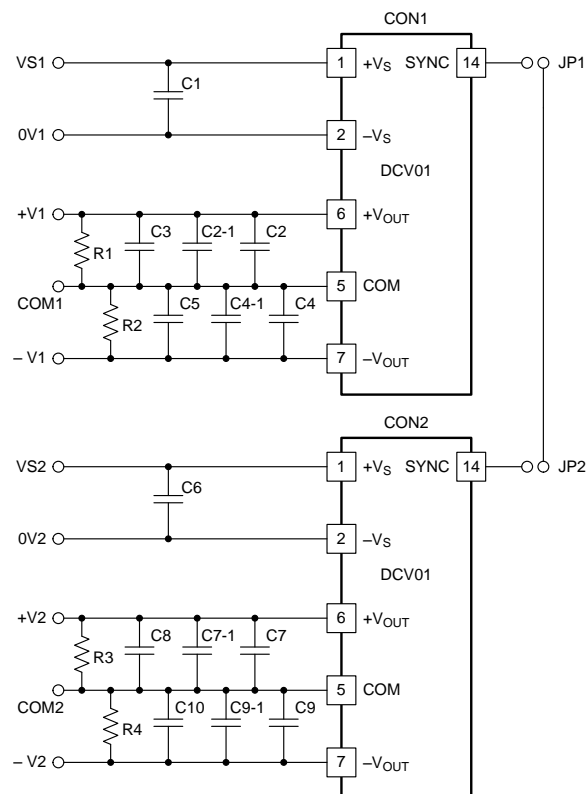 CON1
VS1
1
+VS
SYNC
14
JP1
C1
0V1
2
–VS
DCV01
+V1
6
+VOUT
R1
C3
C2-1
C2
COM1
5
COM
R2
C5
C4-1
C4
– V1
7
–VOUT
CON2
VS2
1
+VS
SYNC
14
JP2
C6
0V2
2
–VS
DCV01
+V2
6
+VOUT
R3
C8
C7-1
C7
COM2
5
COM
R4
C10
C9-1
C9
– V2
7
–VOUT